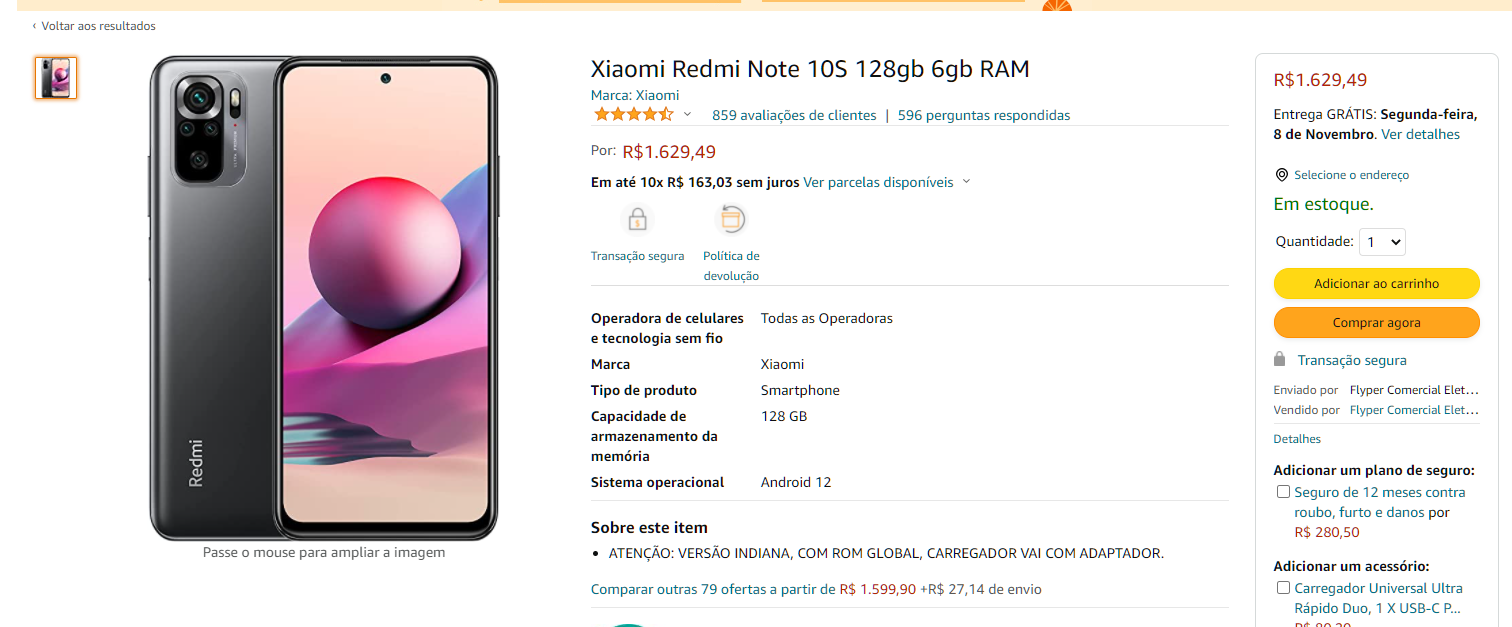 ‹ Voltar aos resultados
Redmi
Passe o mouse para ampliar a imagem
Xiaomi Redmi Note 10S 128gb 6gb RAM
Marca: Xiaomi
859 avaliações de clientes | 596 perguntas respondidas
Por: R$1.629,49
Em até 10x R$ 163,03 sem juros Ver parcelas disponíveis
Transação segura
Política de
devolução
Operadora de celulares
e tecnologia sem fio
Todas as Operadoras
Marca Xiaomi
Tipo de produto Smartphone
Capacidade de
armazenamento da
memória
128 GB
Sistema operacional Android 12
Sobre este item
• ATENÇÃO: VERSÃO INDIANA, COM ROM GLOBAL, CARREGADOR VAI COM ADAPTADOR.
Comparar outras 79 ofertas a partir de R$ 1.599,90 +R$ 27,14 de envio
R$1.629,49
Entrega GRÁTIS: Segunda-feira,
8 de Novembro. Ver detalhes
Selecione o endereço
Em estoque.
Quantidade: 1
Adicionar ao carrinho
Comprar agora
Transação segura
Enviado por Flyper Comercial Elet...
Vendido por Flyper Comercial Elet...
Detalhes
Adicionar um plano de seguro:
Seguro de 12 meses contra
roubo, furto e danos por
R$ 280,50
Adicionar um acessório:
Carregador Universal Ultra
Rápido Duo, 1 X USB-C P...